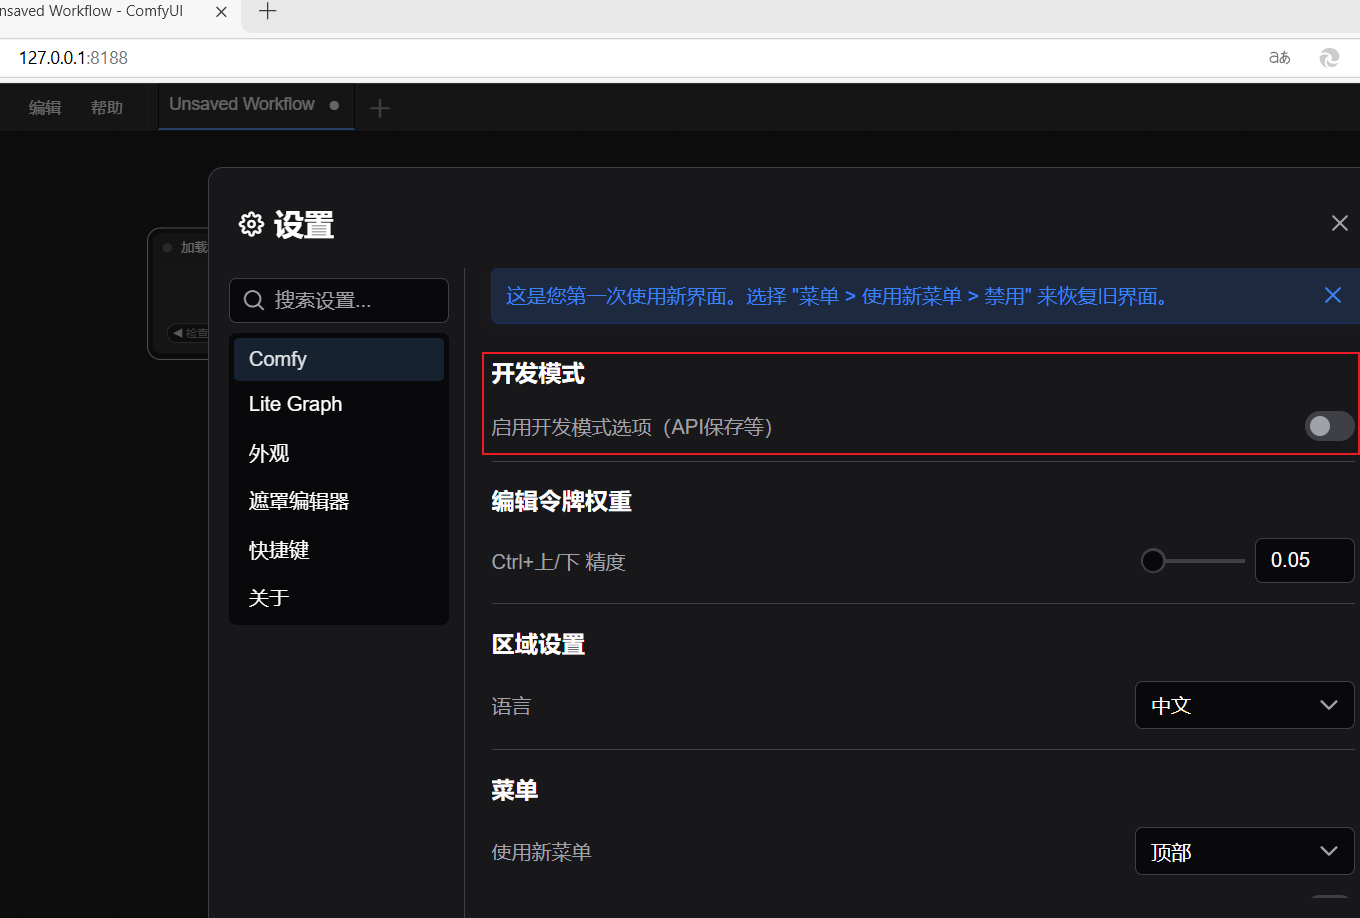 nsaved Workflow - ComfyUI
127.0.0.1:8188
aあ
编辑
帮助
Unsaved Workflow
加载
检查
设置
搜索设置...
Comfy
Lite Graph
外观
遮罩编辑器
快捷键
关于
这是您第一次使用新界面。选择 "菜单 > 使用新菜单 > 禁用" 来恢复旧界面。
开发模式
启用开发模式选项（API保存等）
编辑令牌权重
Ctrl+上/下 精度
0.05
区域设置
语言
中文
菜单
使用新菜单
顶部